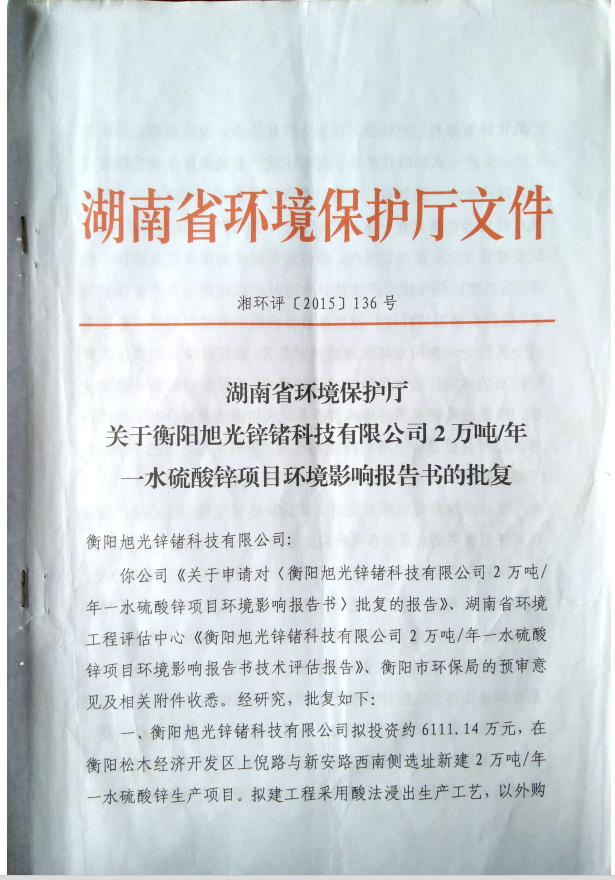 湖南省环境保护厅文件
湘环评〔2015〕136号
湖南省环境保护厅
关于衡阳旭光锌锗科技有限公司2万吨/年
一水硫酸锌项目环境影响报告书的批复
衡阳旭光锌锗科技有限公司：
你公司《关于申请对〈衡阳旭光锌锗科技有限公司2万吨/
年一水硫酸锌项目环境影响报告书〉批复的报告》、湖南省环境
工程评估中心《衡阳旭光锌锗科技有限公司2万吨/年一水硫酸
锌项目环境影响报告书技术评估报告》、衡阳市环保局的预审意
见及相关附件收悉。经研究，批复如下：
一、衡阳旭光锌锗科技有限公司拟投资约6111.14万元，在
衡阳松木经济开发区上倪路与新安路西南侧选址新建2万吨/年
一水硫酸锌生产项目。拟建工程采用酸法浸出生产工艺，以外购